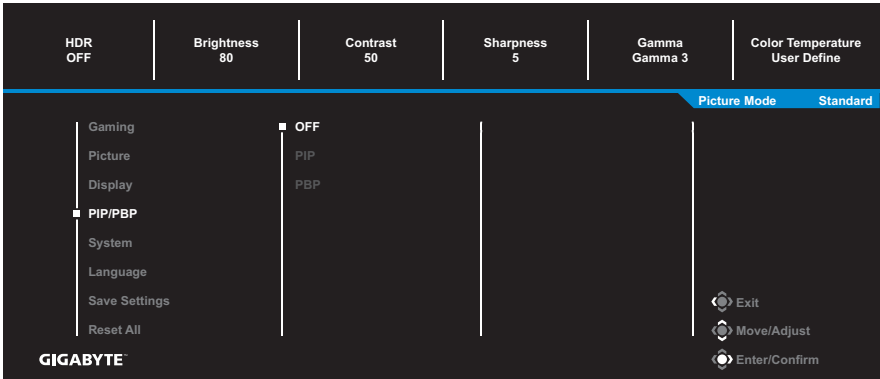 HDR Brightness Contrast Sharpness Gamma Color Temperature
OFF 80 50 5 Gamma 3 User Define
Picture Mode Standard
Gaming OFF
Picture PIP
Display PBP
PIP/PBP
System
Language
Save Settings
Exit
Reset All
Move/Adjust
GIGABYTE™
Enter/Confirm